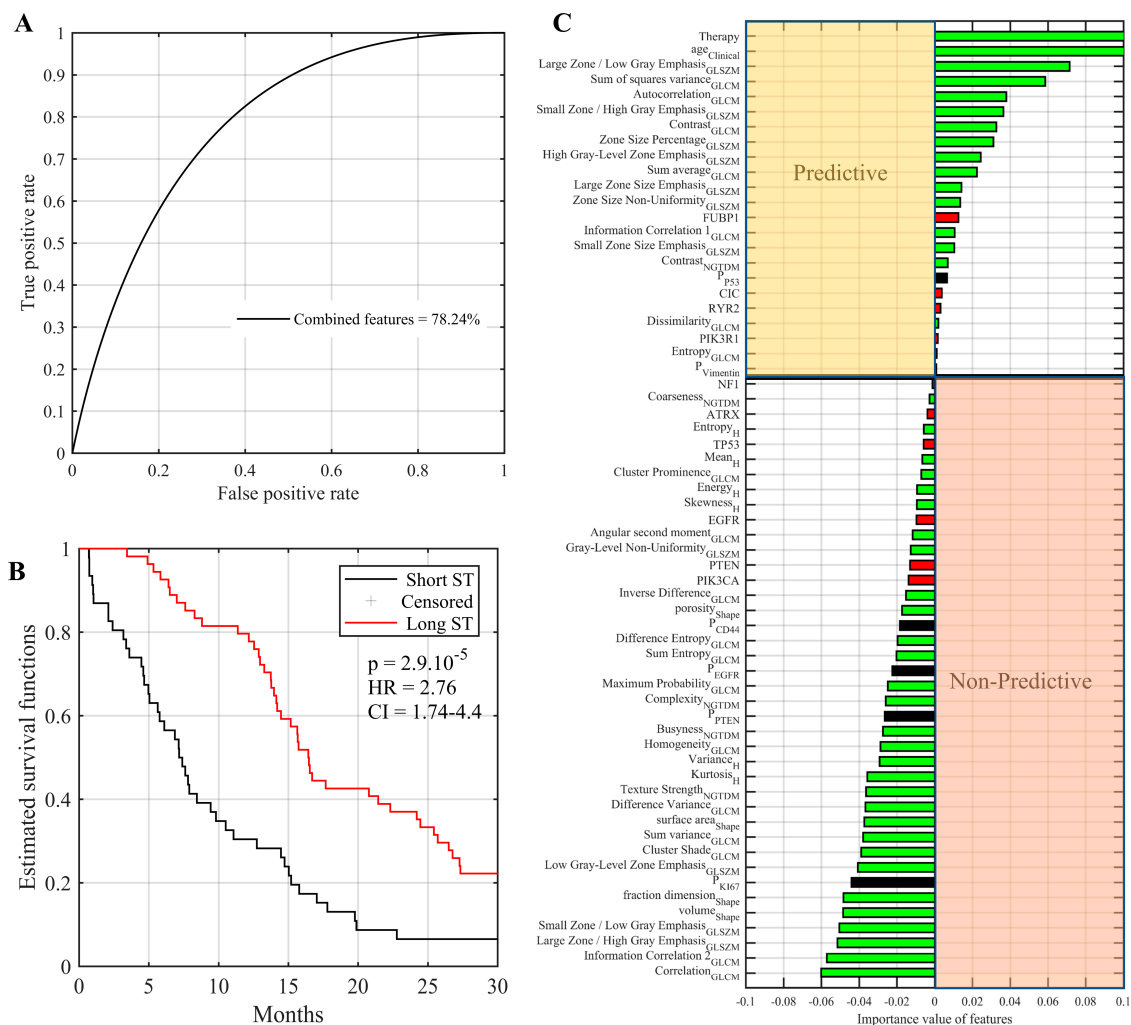 A
True positive rate
1
0.9
0.8
0.7
0.6
0.5
0.4
0.3
0.2
0.1
0
Combined features = 78.24%
0 0.2 0.4 0.6 0.8 1
False positive rate
B
Estimated survival functions
1
0.8
0.6
0.4
0.2
0
Short ST
Censored
Long ST
p = 2.9.10-5
HR = 2.76
CI = 1.74-4.4
0 5 10 15 20 25 30
Months
C
Therapy
ageClinical
Large Zone / Low Gray EmphasisGLSZM
Sum of squares varianceGLCM
AutocorrelationGLCM
Small Zone / High Gray EmphasisGLSZM
ContrastGLCM
Zone Size PercentageGLSZM
High Gray-Level Zone EmphasisGLSZM
Sum averageGLCM
Large Zone Size EmphasisGLSZM
Zone Size Non-UniformityGLSZM
FUBP1
Information Correlation 1GLCM
Small Zone Size EmphasisGLSZM
ContrastNGTDM
PP53
CIC
RYR2
DissimilarityGLCM
PIK3R1
EntropyGLCM
PVimentin
NF1
CoarsenessNGTDM
ATRX
EntropyH
TP53
MeanH
Cluster ProminenceGLCM
EnergyH
SkewnessH
EGFR
Angular second momentGLCM
Gray-Level Non-UniformityGLSZM
PTEN
PIK3CA
Inverse DifferenceGLCM
porosityShape
PCD44
Difference EntropyGLCM
Sum EntropyGLCM
PEGFR
Maximum ProbabilityGLCM
ComplexityNGTDM
PPTEN
BusynessNGTDM
HomogeneityGLCM
VarianceH
KurtosisH
Texture StrengthNGTDM
Difference VarianceGLCM
surface areaShape
Sum varianceGLCM
Cluster ShadeGLCM
Low Gray-Level Zone EmphasisGLSZM
PKI67
fraction dimensionShape
volumeShape
Small Zone / Low Gray EmphasisGLSZM
Large Zone / High Gray EmphasisGLSZM
Information Correlation 2GLCM
CorrelationGLCM
Predictive
Non-Predictive
-0.1 -0.08 -0.06 -0.04 -0.02 0 0.02 0.04 0.06 0.08 0.1
Importance value of features